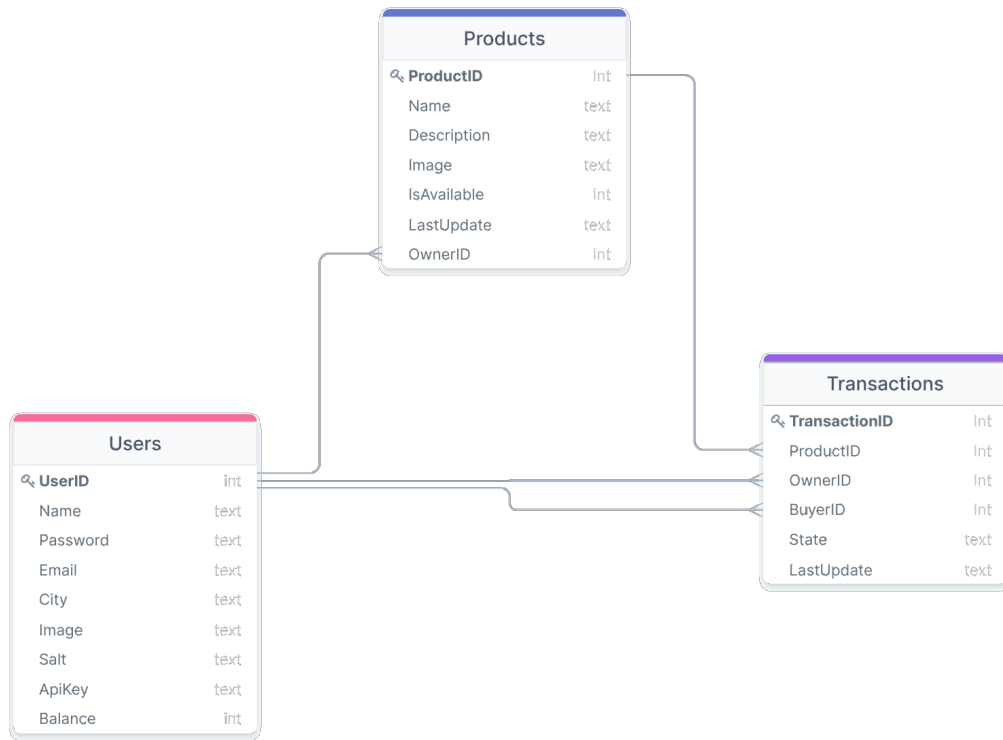 Products
ProductID int
Name text
Description text
Image text
IsAvailable int
LastUpdate text
OwnerID int
Transactions
TransactionID int
ProductID int
OwnerID int
BuyerID int
State text
LastUpdate text
Users
UserID int
Name text
Password text
Email text
City text
Image text
Salt text
ApiKey text
Balance int